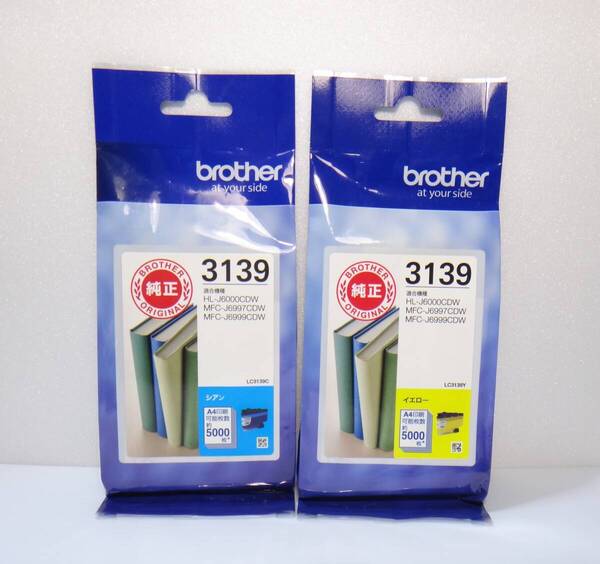 brother
at your side
BROTHER
純正
ORIGINAL
3139
適合機種
HL-J6000CDW
MFC-J6997CDW
MFC-J6999CDW
LC3139C
シアン
A4印刷
可能枚数
約
5000
枚*
brother
at your side
BROTHER
純正
ORIGINAL
3139
適合機種
HL-J6000CDW
MFC-J6997CDW
MFC-J6999CDW
LC3139Y
イエロー
A4印刷
可能枚数
約
5000
枚*